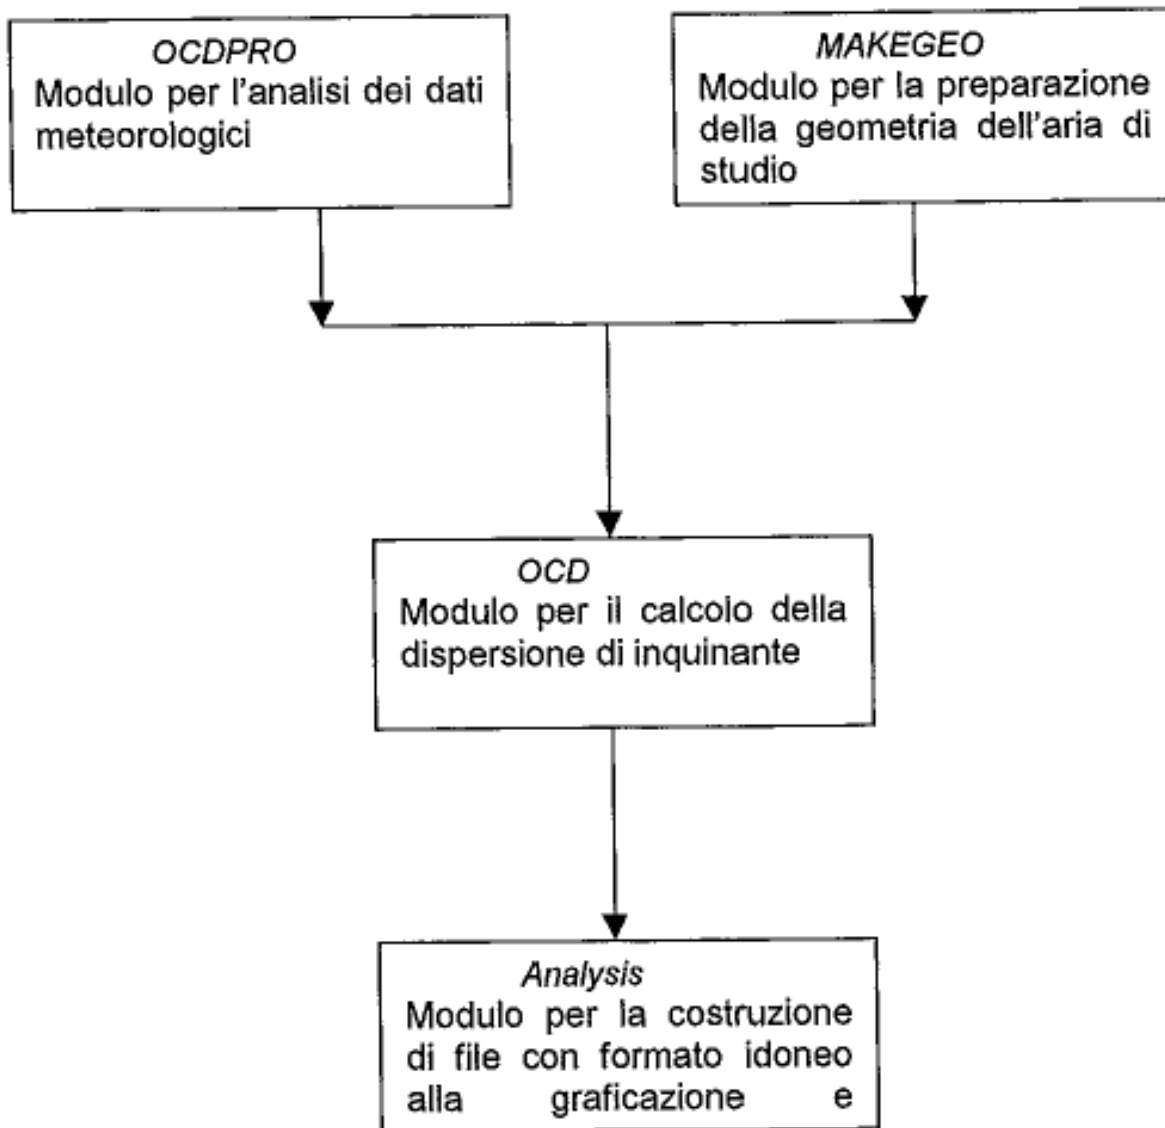 OCDPRO
Modulo per l'analisi dei dati
meteorologici
MAKEGEO
Modulo per la preparazione
della geometria dell'aria di
studio
OCD
Modulo per il calcolo della
dispersione di inquinante
Analysis
Modulo per la costruzione
di file con formato idoneo
alla graficazione e